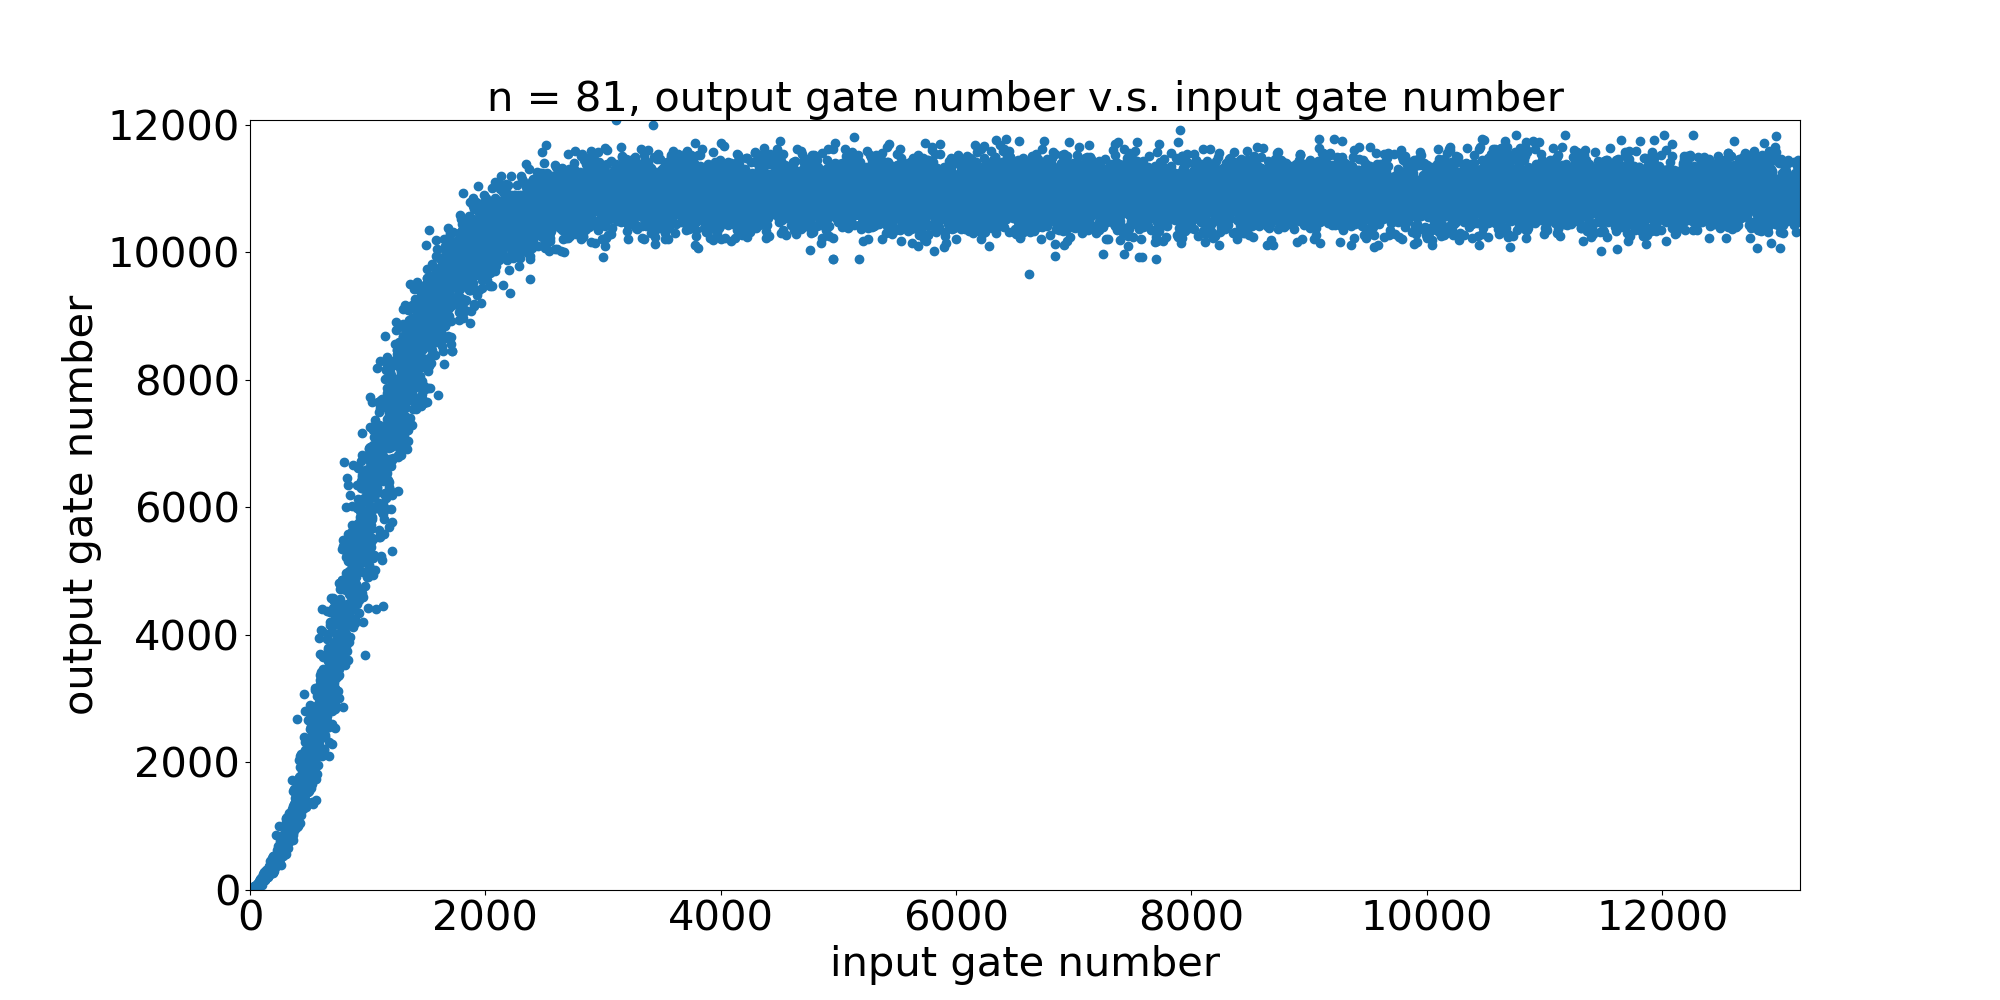 n = 81, output gate number v.s. input gate number
12000
10000
8000
6000
4000
2000
0
output gate number
0 2000 4000 6000 8000 10000 12000
input gate number